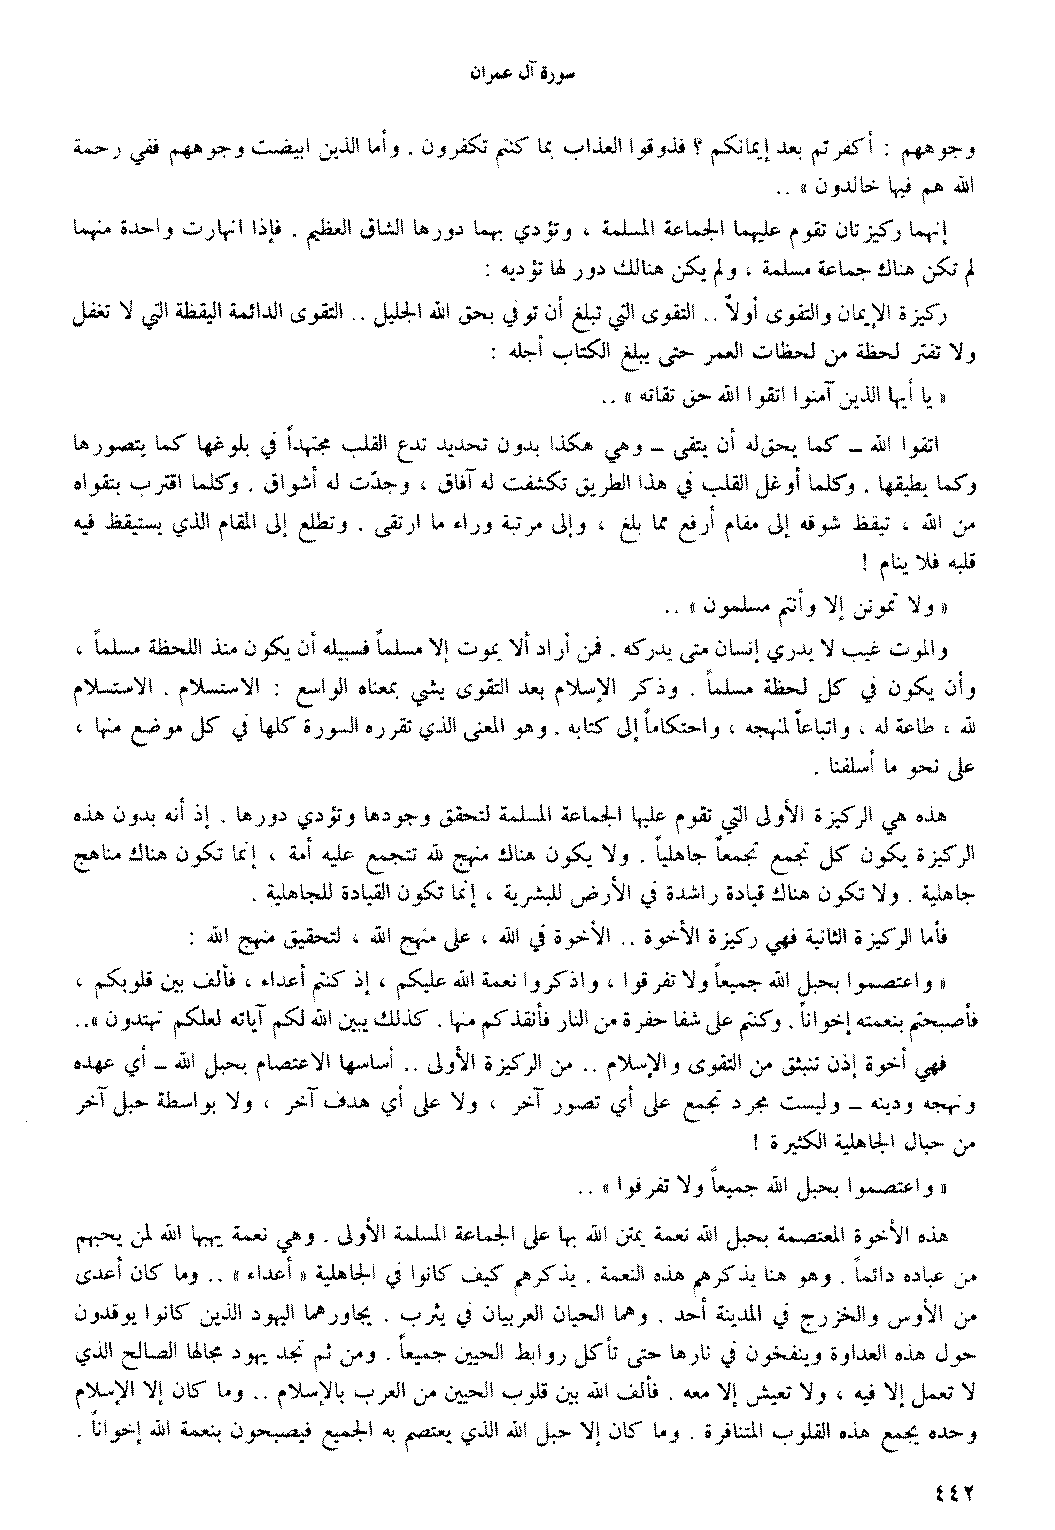 سورة آل عمران
وجوههم : أكفرتم بعد إيمانكم ؟ فذوقوا العذاب بما كنتم تكفرون . وأما الذين ابيضت وجوههم ففي رحمة
الله هم فيها خالدون » ..
إنهما ركيزتان تقوم عليهما الجماعة المسلمة ، وتؤدي بهما دورها الشاق العظيم . فإذا انهارت واحدة منهما
لم تكن هناك جماعة مسلمة ، ولم يكن هنالك دور لها تؤديه :
ركيزة الإيمان والتقوى أولاً .. التقوى التي تبلغ أن توفي بحق الله الجليل .. التقوى الدائمة اليقظة التي لا تغفل
ولا تفتر لحظة من لحظات العمر حتى يبلغ الكتاب أجله :
« يا أيها الذين آمنوا اتقوا الله حق تقاته » ..
اتقوا الله – كما يحق له أن يتقى – وهي هكذا بدون تحديد تدع القلب مجتهداً في بلوغها كما يتصورها
وكما يطيقها . وكلما أوغل القلب في هذا الطريق تكشفت له آفاق ، وجدّت له أشواق . وكلما اقترب بتقواه
من الله ، تيقظ شوقه إلى مقام أرفع مما بلغ ، وإلى مرتبة وراء ما ارتقى . وتطلع إلى المقام الذي يستيقظ فيه
قلبه فلا ينام !
« ولا تموتن إلا وأنتم مسلمون » ..
والموت غيب لا يدري إنسان متى يدركه . فمن أراد ألا يموت إلا مسلماً فسبيله أن يكون منذ اللحظة مسلماً ،
وأن يكون في كل لحظة مسلماً . وذكر الإسلام بعد التقوى يشي بمعناه الواسع : الاستسلام . الاستسلام
لله ، طاعة له ، واتباعاً لمنهجه ، واحتكاماً إلى كتابه . وهو المعنى الذي تقرره السورة كلها في كل موضع منها ،
على نحو ما أسلفنا .
هذه هي الركيزة الأولى التي تقوم عليها الجماعة المسلمة لتحقق وجودها وتؤدي دورها . إذ أنه بدون هذه
الركيزة يكون كل تجمع تجمعاً جاهلياً . ولا يكون هناك منهج لله تتجمع عليه أمة ، إنما تكون هناك مناهج
جاهلية . ولا تكون هناك قيادة راشدة في الأرض للبشرية ، إنما تكون القيادة للجاهلية .
فأما الركيزة الثانية فهي ركيزة الأخوة .. الأخوة في الله ، على منهج الله ، لتحقيق منهج الله :
« واعتصموا بحبل الله جميعاً ولا تفرقوا ، واذكروا نعمة الله عليكم ، إذ كنتم أعداء ، فألف بين قلوبكم ،
فأصبحتم بنعمته إخواناً . وكنتم على شفا حفرة من النار فأنقذكم منها . كذلك يبين الله لكم آياته لعلكم تهتدون » ..
فهي أخوة إذن تنبثق من التقوى والإسلام .. من الركيزة الأولى .. أساسها الاعتصام بحبل الله – أي عهده
ونهجه ودينه – وليست مجرد تجمع على أي تصور آخر ، ولا على أي هدف آخر ، ولا بواسطة حبل آخر
من حبال الجاهلية الكثيرة !
« واعتصموا بحبل الله جميعاً ولا تفرقوا » ..
هذه الأخوة المعتصمة بحبل الله نعمة يمتن الله بها على الجماعة المسلمة الأولى . وهي نعمة يهبها الله لمن يحبهم
من عباده دائماً . وهو هنا يذكرهم هذه النعمة . يذكرهم كيف كانوا في الجاهلية « أعداء » .. وما كان أعدى
من الأوس والخزرج في المدينة أحد . وهما الحيان العربيان في يثرب . يجاورهما اليهود الذين كانوا يوقدون
حول هذه العداوة وينفخون في نارها حتى تأكل روابط الحيين جميعاً . ومن ثم تجد يهود مجالها الصالح الذي
لا تعمل إلا فيه ، ولا تعيش إلا معه . فألف الله بين قلوب الحيين من العرب بالإسلام .. وما كان إلا الإسلام
وحده يجمع هذه القلوب المتنافرة . وما كان إلا حبل الله الذي يعتصم به الجميع فيصبحون بنعمة الله إخواناً .
٤٤٢